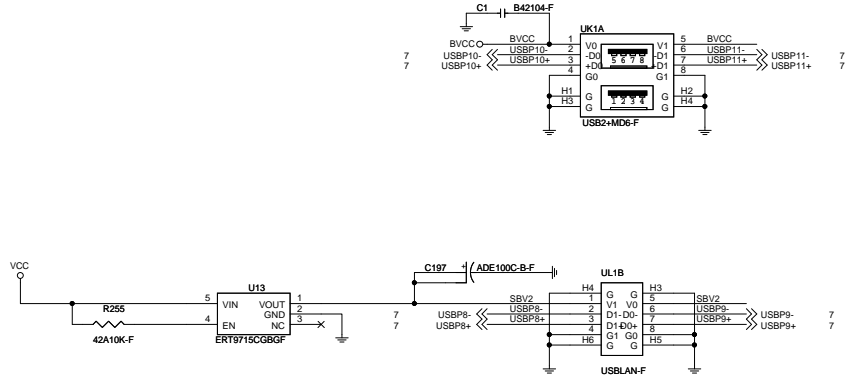 C1 B42104-F
UK1A
BVCC 1 V0 V1 5 BVCC
7 USBP10- USBP10- 2 -D0 -D1 6 USBP11- USBP11- 7
7 USBP10+ USBP10+ 3 +D0 +D1 7 USBP11+ USBP11+ 7
4 G0 G1 8
5 6 7 8
H1 G G H2
H3 G G H4
1 2 3 4
USB2+MD6-F
VCC
C197 + ADE100C-B-F
U13
UL1B
R255
5 VIN VOUT 1
GND 2
4 EN NC 3
42A10K-F
ERT9715CGBGF
H4 G G H3
SBV2 1 V1 V0 5 SBV2
7 USBP8- USBP8- 2 D1- D0- 6 USBP9- USBP9- 7
7 USBP8+ USBP8+ 3 D1+ D0+ 7 USBP9+ USBP9+ 7
4 G1 G0 8
H6 G G H5
USBLAN-F